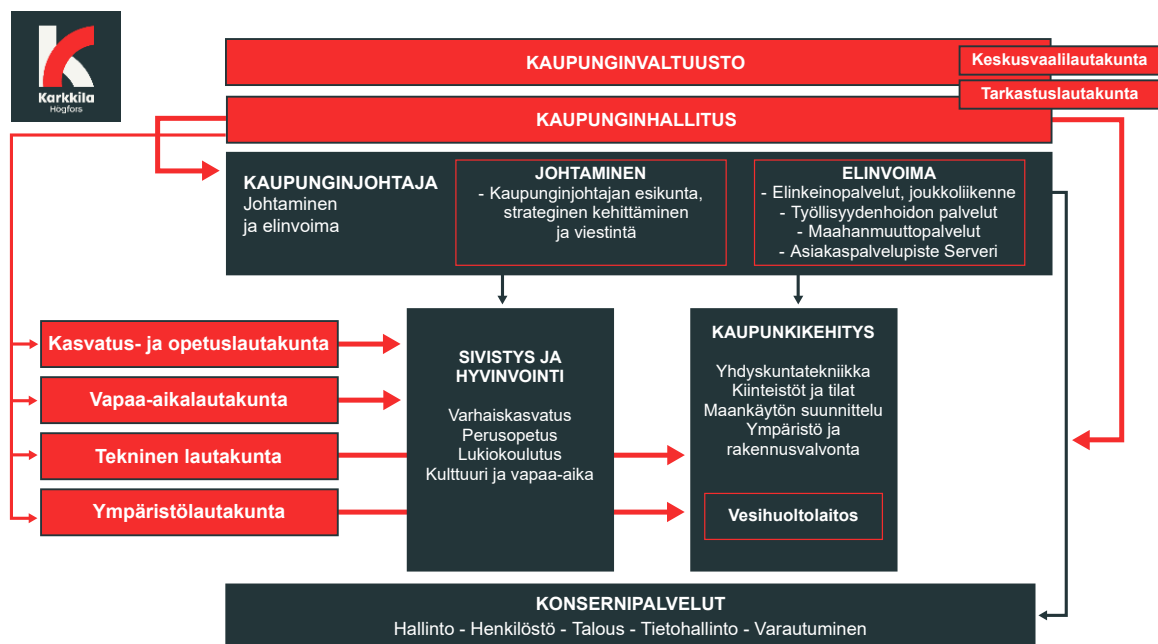 Karkkila
Högfors
KAUPUNGINVALTUUSTO
Keskusvaalilautakunta
Tarkastuslautakunta
KAUPUNGINHALLITUS
KAUPUNGINJOHTAJA
Johtaminen
ja elinvoima
JOHTAMINEN
- Kaupunginjohtajan esikunta,
strateginen kehittäminen
ja viestintä
ELINVOIMA
- Elinkeinopalvelut, joukkoliikenne
- Työllisyydenhoidon palvelut
- Maahanmuuttopalvelut
- Asiakaspalvelupiste Serveri
Kasvatus- ja opetuslautakunta
Vapaa-aikalautakunta
Tekninen lautakunta
Ympäristölautakunta
SIVISTYS JA
HYVINVOINTI
Varhaiskasvatus
Perusopetus
Lukiokoulutus
Kulttuuri ja vapaa-aika
KAUPUNKIKEHITYS
Yhdyskuntatekniikka
Kiinteistöt ja tilat
Maankäytön suunnittelu
Ympäristö ja
rakennusvalvonta
Vesihuoltolaitos
KONSERNIPALVELUT
Hallinto - Henkilöstö - Talous - Tietohallinto - Varautuminen